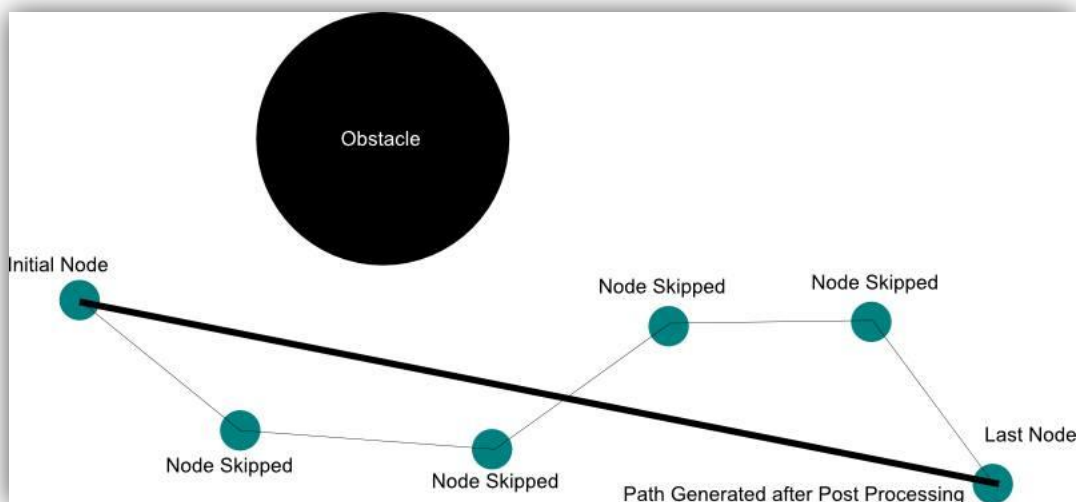 Obstacle
Initial Node
Node Skipped
Node Skipped
Node Skipped
Node Skipped
Last Node
Path Generated after Post Processing